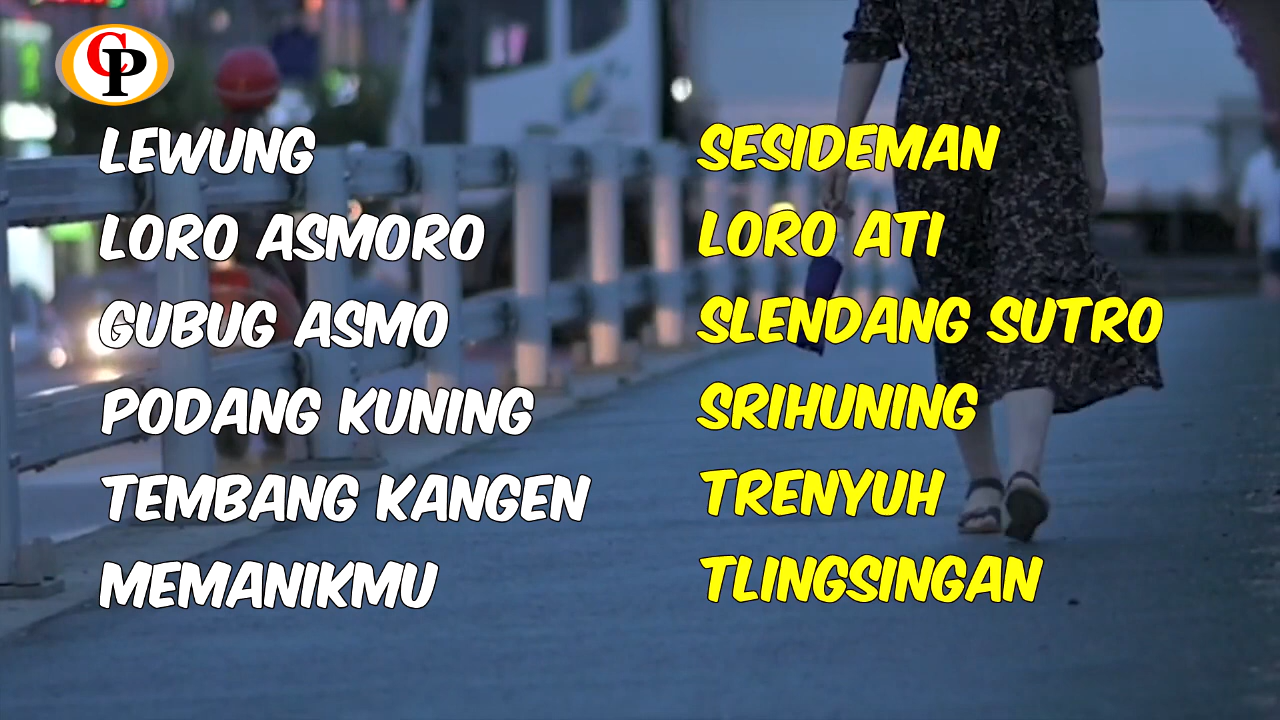 CP
LEWUNG
LORO ASMORO
GUBUG ASMO
PODANG KUNING
TEMBANG KANGEN
MEMANIKMU
SESIDEMAN
LORO ATI
SLENDANG SUTRO
SRIHUNING
TRENYUH
TLINGSINGAN